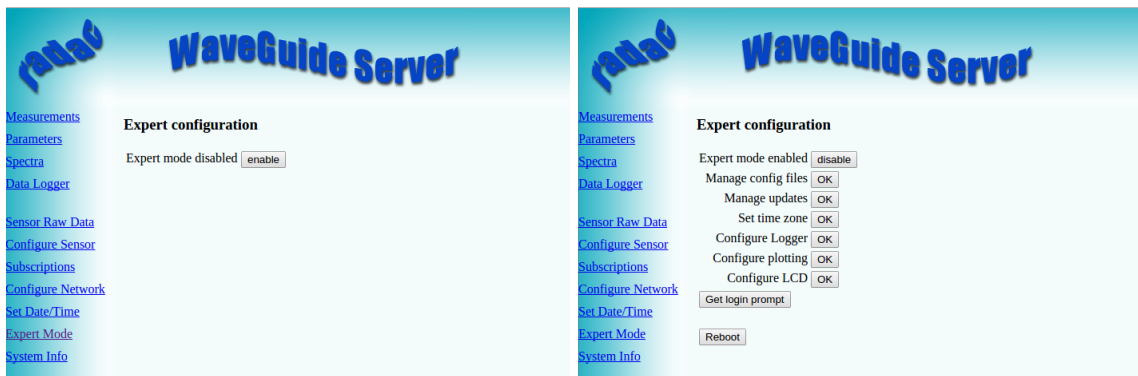 radac
WaveGuide Server
Measurements
Parameters
Spectra
Data Logger
Sensor Raw Data
Configure Sensor
Subscriptions
Configure Network
Set Date/Time
Expert Mode
System Info
Expert configuration
Expert mode disabled enable
radac
WaveGuide Server
Measurements
Parameters
Spectra
Data Logger
Sensor Raw Data
Configure Sensor
Subscriptions
Configure Network
Set Date/Time
Expert Mode
System Info
Expert configuration
Expert mode enabled disable
Manage config files OK
Manage updates OK
Set time zone OK
Configure Logger OK
Configure plotting OK
Configure LCD OK
Get login prompt
Reboot